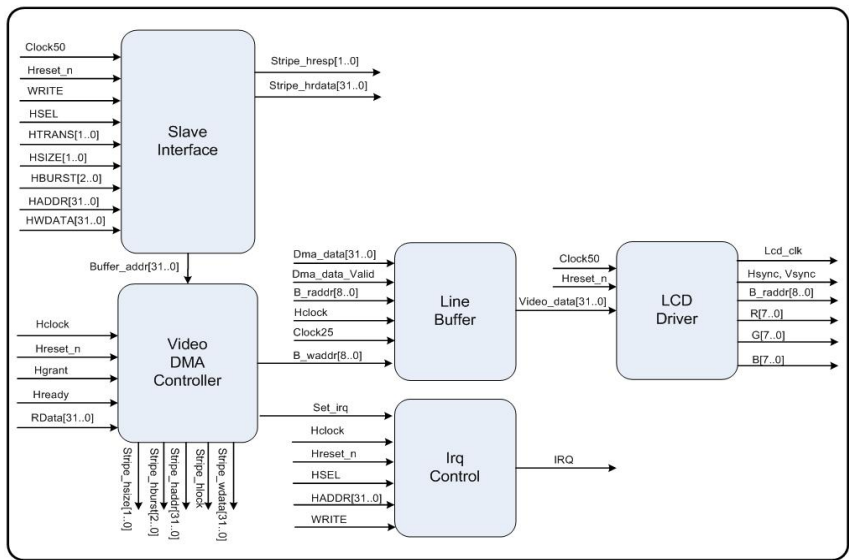 Clock50
Hreset_n
WRITE
HSEL
HTRANS[1..0]
HSIZE[1..0]
HBURST[2..0]
HADDR[31..0]
HWDATA[31..0]
Slave
Interface
Stripe_hresp[1..0]
Stripe_hrdata[31..0]
Buffer_addr[31..0]
Hclock
Hreset_n
Hgrant
Hready
RData[31..0]
Video
DMA
Controller
Stripe_hsize[1..0]
Stripe_hburst[2..0]
Stripe_haddr[31..0]
Stripe_hlock
Stripe_wdata[31..0]
Dma_data[31..0]
Dma_data_Valid
B_raddr[8..0]
Hclock
Clock25
B_waddr[8..0]
Line
Buffer
Clock50
Hreset_n
Video_data[31..0]
LCD
Driver
Lcd_clk
Hsync, Vsync
B_raddr[8..0]
R[7..0]
G[7..0]
B[7..0]
Set_irq
Hclock
Hreset_n
HSEL
HADDR[31..0]
WRITE
Irq
Control
IRQ